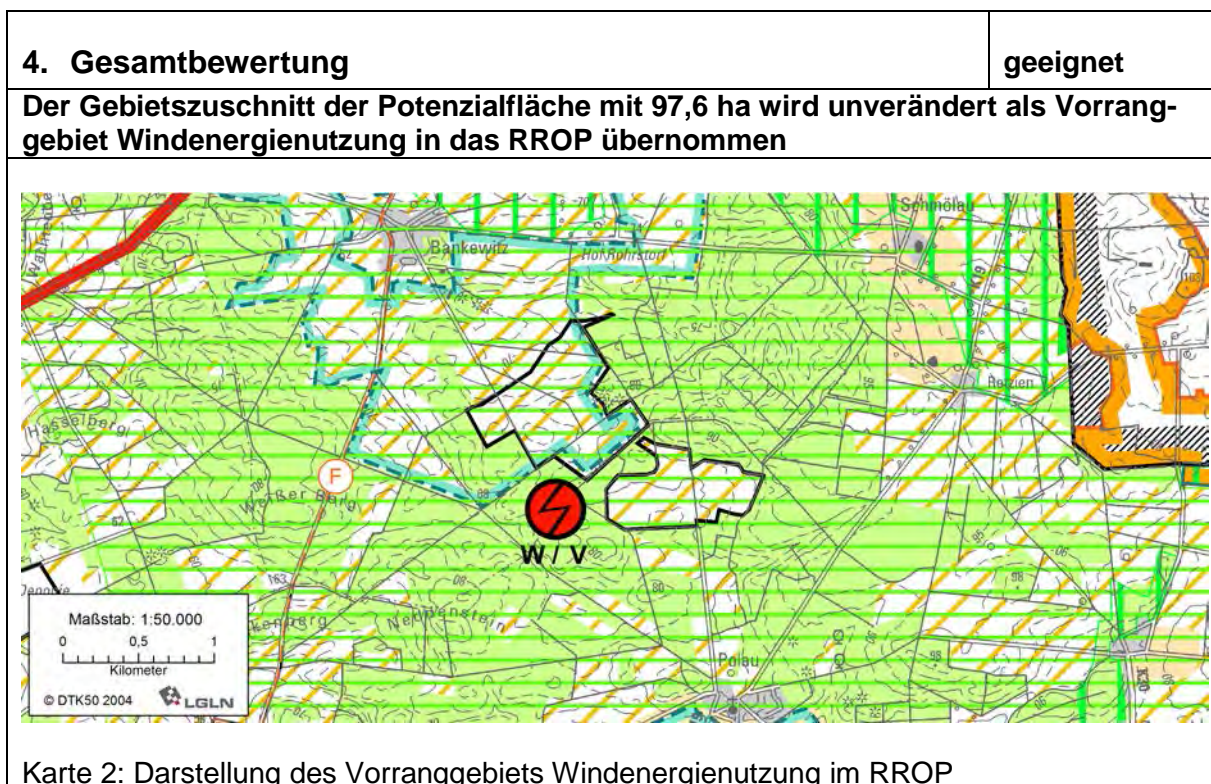 4. Gesamtbewertung
geeignet
Der Gebietszuschnitt der Potenzialfläche mit 97,6 ha wird unverändert als Vorrang-
gebiet Windenergienutzung in das RROP übernommen
Schmölau
Bankewitz
Hof Rohrstorf
K19
Reizien
Hasselberg
F
Weißer Berg
W / V
Polau
Maßstab: 1:50.000
0 0,5 1
Kilometer
© DTK50 2004 LGLN
Karte 2: Darstellung des Vorranggebiets Windenergienutzung im RROP